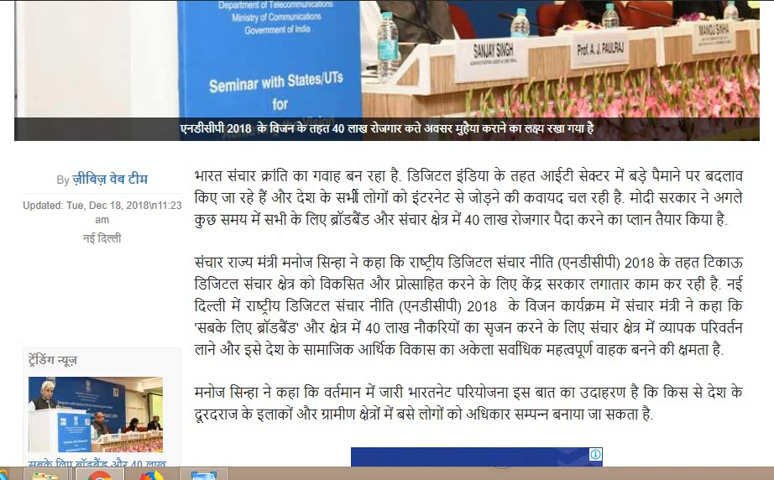 Department of Telecommunications
Ministry of Communications
Government of India
Seminar with States/UTs
for
SANJAY SINGH
Prof. A. J. PAULRAJ
MANOJ SINHA
एनडीसीपी 2018 के विजन के तहत 40 लाख रोजगार कते अवसर मुहैया कराने का लक्ष्य रखा गया है
By ज़ीबिज़ वेब टीम
Updated: Tue, Dec 18, 2018\n11:23
am
नई दिल्ली
भारत संचार क्रांति का गवाह बन रहा है. डिजिटल इंडिया के तहत आईटी सेक्टर में बड़े पैमाने पर बदलाव
किए जा रहे हैं और देश के सभी लोगों को इंटरनेट से जोड़ने की कवायद चल रही है. मोदी सरकार ने अगले
कुछ समय में सभी के लिए ब्रॉडबैंड और संचार क्षेत्र में 40 लाख रोजगार पैदा करने का प्लान तैयार किया है.
संचार राज्य मंत्री मनोज सिन्हा ने कहा कि राष्ट्रीय डिजिटल संचार नीति (एनडीसीपी) 2018 के तहत टिकाऊ
डिजिटल संचार क्षेत्र को विकसित और प्रोत्साहित करने के लिए केंद्र सरकार लगातार काम कर रही है. नई
दिल्ली में राष्ट्रीय डिजिटल संचार नीति (एनडीसीपी) 2018 के विजन कार्यक्रम में संचार मंत्री ने कहा कि
'सबके लिए ब्रॉडबैंड' और क्षेत्र में 40 लाख नौकरियों का सृजन करने के लिए संचार क्षेत्र में व्यापक परिवर्तन
लाने और इसे देश के सामाजिक आर्थिक विकास का अकेला सर्वाधिक महत्वपूर्ण वाहक बनने की क्षमता है.
मनोज सिन्हा ने कहा कि वर्तमान में जारी भारतनेट परियोजना इस बात का उदाहरण है कि किस से देश के
दूरदराज के इलाकों और ग्रामीण क्षेत्रों में बसे लोगों को अधिकार सम्पन्न बनाया जा सकता है.
ट्रेंडिंग न्यूज़
सबके लिए ब्रॉडबैंड और 40 लाख